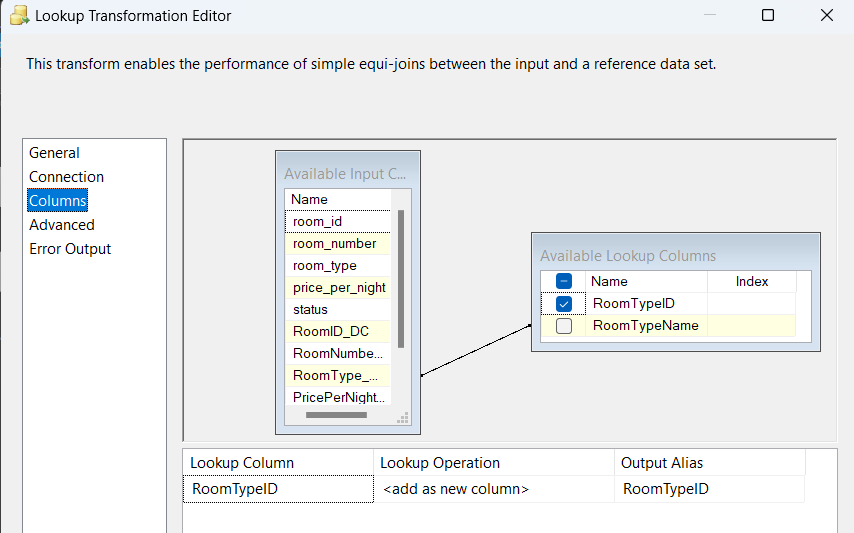 Lookup Transformation Editor
This transform enables the performance of simple equi-joins between the input and a reference data set.
General
Connection
Columns
Advanced
Error Output
Available Input C...
Name
room_id
room_number
room_type
price_per_night
status
RoomID_DC
RoomNumbe...
RoomType_...
PricePerNight...
Available Lookup Columns
Name Index
RoomTypeID
RoomTypeName
Lookup Column Lookup Operation Output Alias
RoomTypeID <add as new column> RoomTypeID